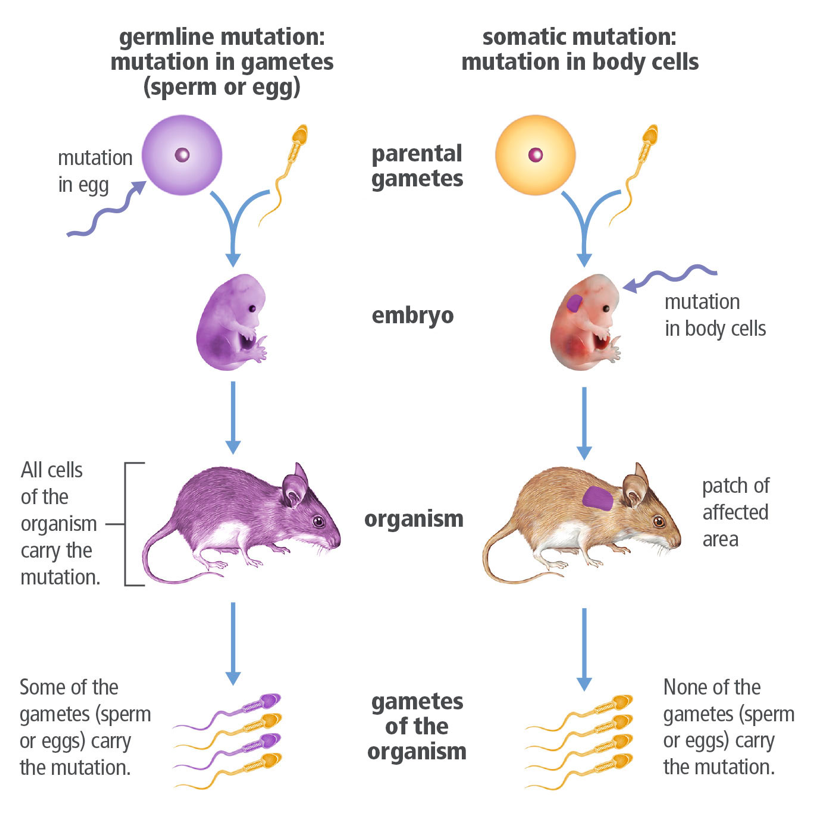 germline mutation:
mutation in gametes
(sperm or egg)
somatic mutation:
mutation in body cells
mutation
in egg
parental
gametes
embryo
mutation
in body cells
All cells
of the
organism
carry the
mutation.
organism
patch of
affected
area
Some of the
gametes (sperm
or eggs) carry
the mutation.
gametes
of the
organism
None of the
gametes (sperm
or eggs) carry
the mutation.